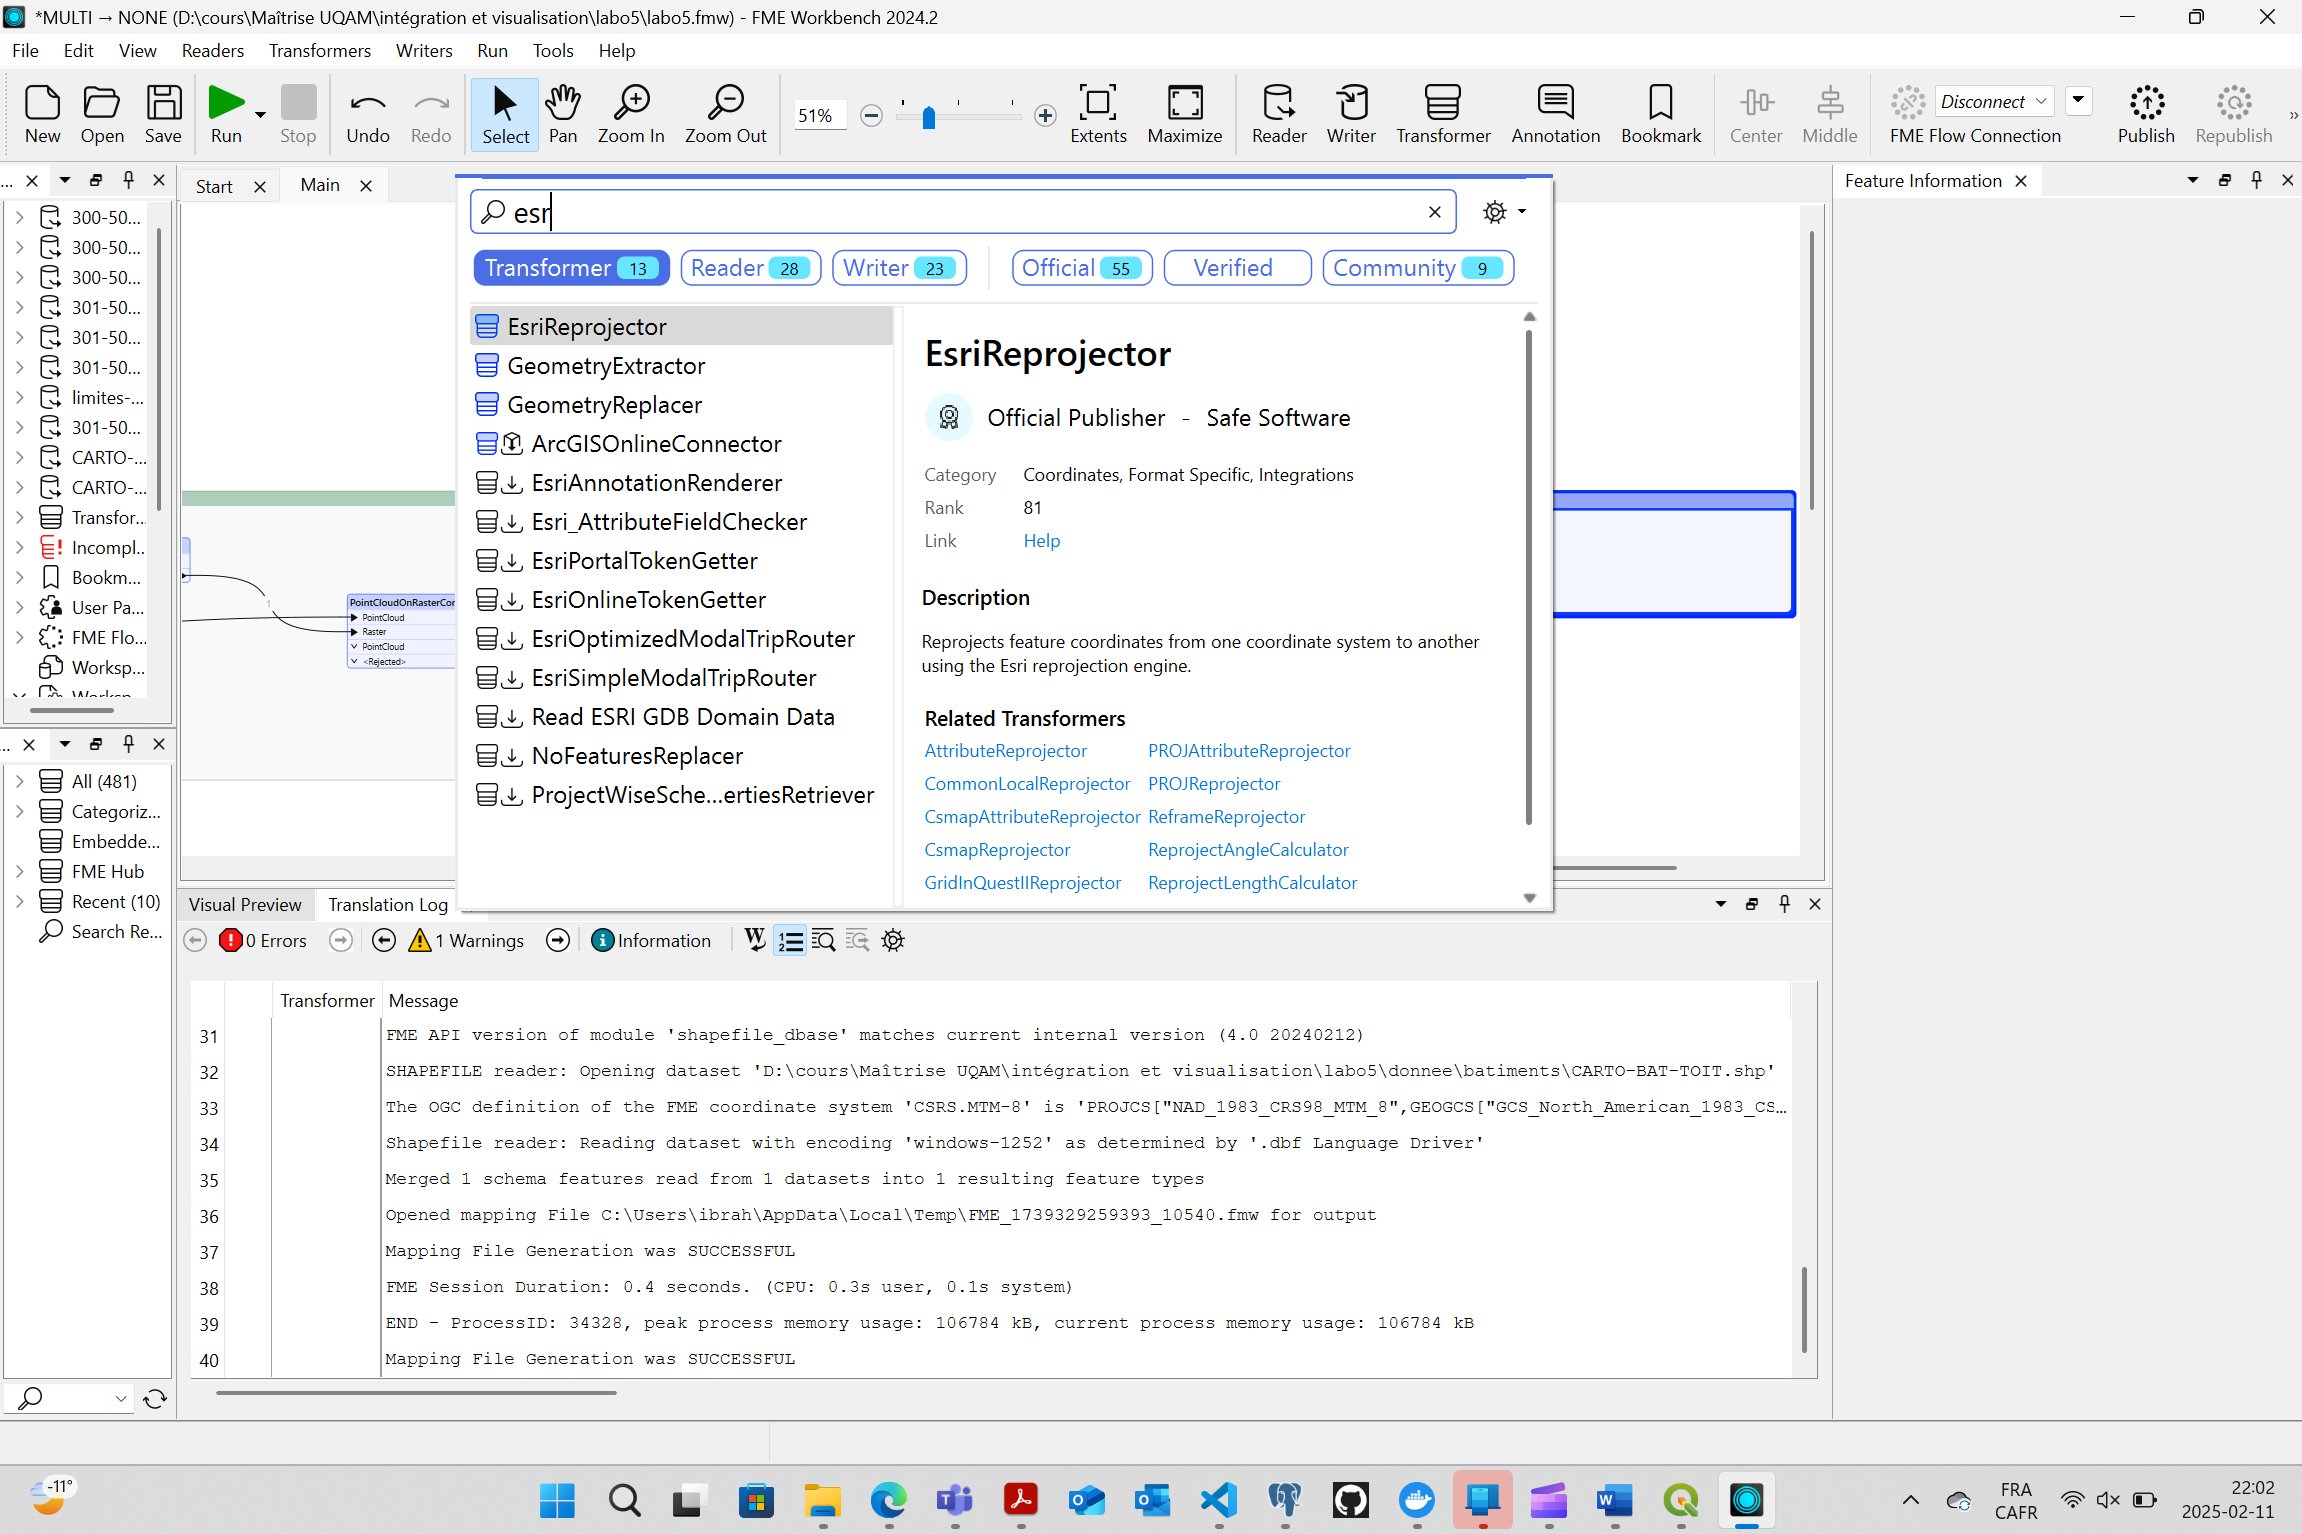 *MULTI → NONE (D:\cours\Maîtrise UQAM\intégration et visualisation\labo5\labo5.fmw) - FME Workbench 2024.2
File Edit View Readers Transformers Writers Run Tools Help
New Open Save Run Stop Undo Redo Select Pan Zoom In Zoom Out 51% Extents Maximize Reader Writer Transformer Annotation Bookmark Center Middle Disconnect FME Flow Connection Publish Republish
...
Start Main
Feature Information
300-50...
300-50...
300-50...
301-50...
301-50...
301-50...
limites-...
301-50...
CARTO-...
CARTO-...
Transfor...
Incompl...
Bookm...
User Pa...
FME Flo...
Worksp...
Worksp
...
All (481)
Categoriz...
Embedde...
FME Hub
Recent (10)
Search Re...
1
PointCloudOnRasterCor
PointCloud
Raster
PointCloud
<Rejected>
esr
Transformer 13 Reader 28 Writer 23 Official 55 Verified Community 9
EsriReprojector
GeometryExtractor
GeometryReplacer
ArcGISOnlineConnector
EsriAnnotationRenderer
Esri_AttributeFieldChecker
EsriPortalTokenGetter
EsriOnlineTokenGetter
EsriOptimizedModalTripRouter
EsriSimpleModalTripRouter
Read ESRI GDB Domain Data
NoFeaturesReplacer
ProjectWiseSche...ertiesRetriever
EsriReprojector
Official Publisher - Safe Software
Category Coordinates, Format Specific, Integrations
Rank 81
Link Help
Description
Reprojects feature coordinates from one coordinate system to another
using the Esri reprojection engine.
Related Transformers
AttributeReprojector PROJAttributeReprojector
CommonLocalReprojector PROJReprojector
CsmapAttributeReprojector ReframeReprojector
CsmapReprojector ReprojectAngleCalculator
GridInQuestIIReprojector ReprojectLengthCalculator
Visual Preview Translation Log
0 Errors 1 Warnings Information
Transformer Message
31 FME API version of module 'shapefile_dbase' matches current internal version (4.0 20240212)
32 SHAPEFILE reader: Opening dataset 'D:\cours\Maîtrise UQAM\intégration et visualisation\labo5\donnee\batiments\CARTO-BAT-TOIT.shp'
33 The OGC definition of the FME coordinate system 'CSRS.MTM-8' is 'PROJCS["NAD_1983_CRS98_MTM_8",GEOGCS["GCS_North_American_1983_CS...
34 Shapefile reader: Reading dataset with encoding 'windows-1252' as determined by '.dbf Language Driver'
35 Merged 1 schema features read from 1 datasets into 1 resulting feature types
36 Opened mapping File C:\Users\ibrah\AppData\Local\Temp\FME_1739329259393_10540.fmw for output
37 Mapping File Generation was SUCCESSFUL
38 FME Session Duration: 0.4 seconds. (CPU: 0.3s user, 0.1s system)
39 END - ProcessID: 34328, peak process memory usage: 106784 kB, current process memory usage: 106784 kB
40 Mapping File Generation was SUCCESSFUL
-11°
FRA
CAFR
22:02
2025-02-11